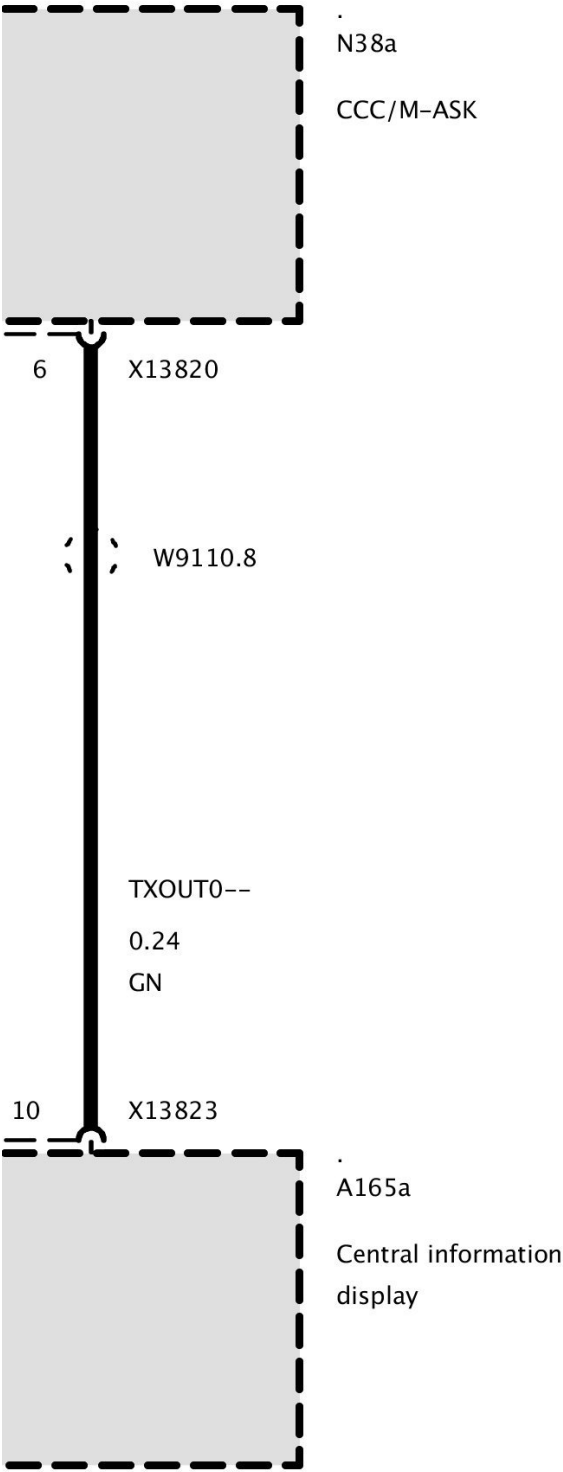 .
N38a
CCC/M-ASK
6 X13820
W9110.8
TXOUT0--
0.24
GN
10 X13823
.
A165a
Central information
display